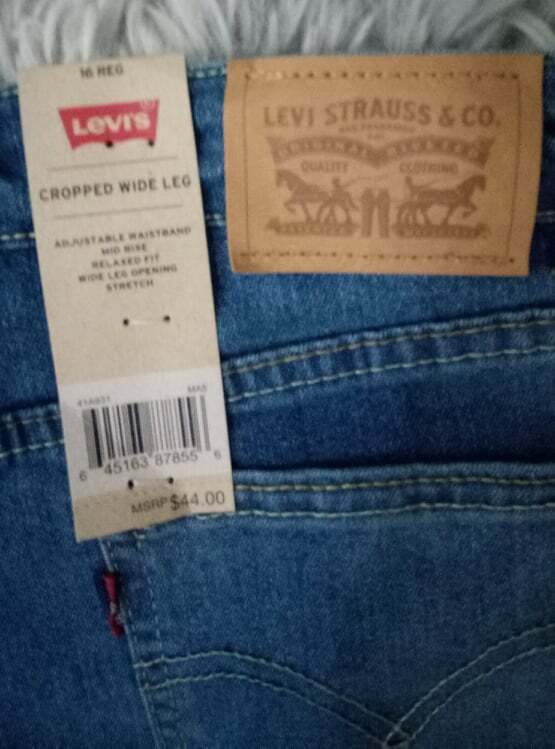 16 REG
Levi's
CROPPED WIDE LEG
ADJUSTABLE WAISTBAND
MID RISE
RELAXED FIT
WIDE LEG OPENING
STRETCH
MA5
6 45163 87855 6
MSRP $44.00
LEVI STRAUSS & CO.
QUALITY CLOTHING